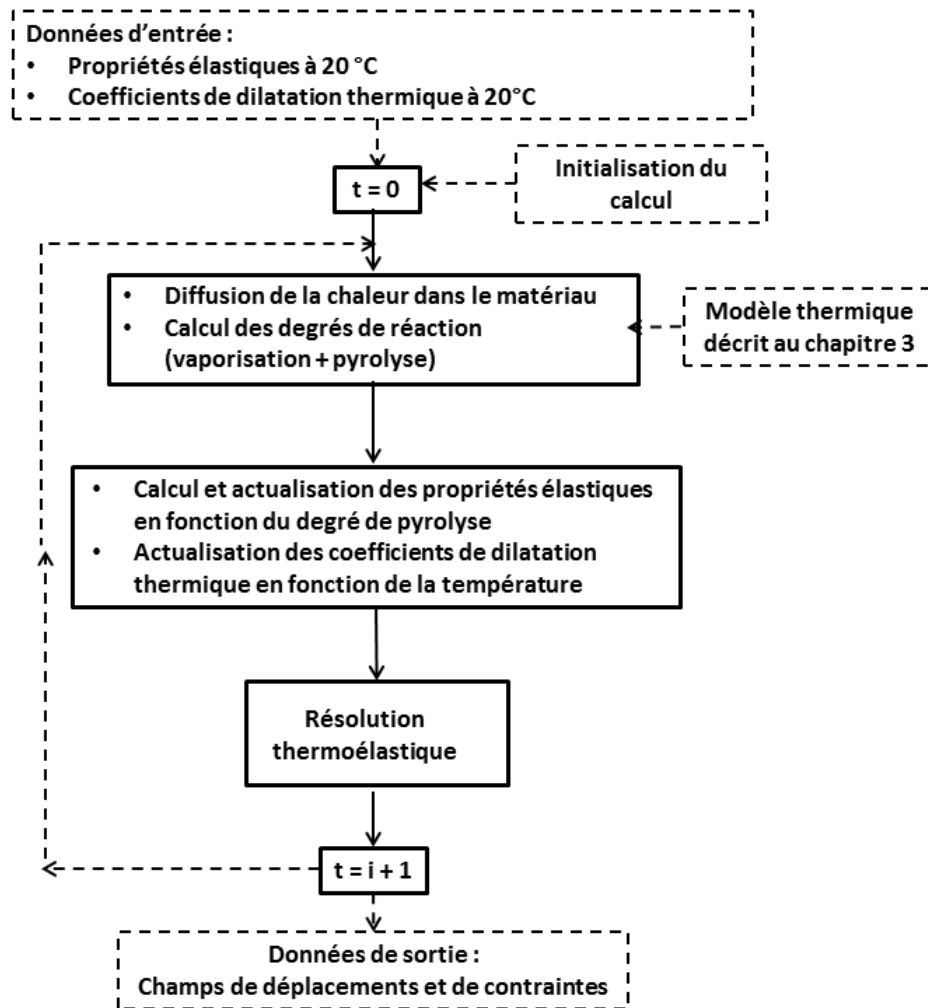 Données d'entrée :
• Propriétés élastiques à 20 °C
• Coefficients de dilatation thermique à 20°C
t = 0
Initialisation du
calcul
• Diffusion de la chaleur dans le matériau
• Calcul des degrés de réaction
(vaporisation + pyrolyse)
Modèle thermique
décrit au chapitre 3
• Calcul et actualisation des propriétés élastiques
en fonction du degré de pyrolyse
• Actualisation des coefficients de dilatation
thermique en fonction de la température
Résolution
thermoélastique
t = i + 1
Données de sortie :
Champs de déplacements et de contraintes